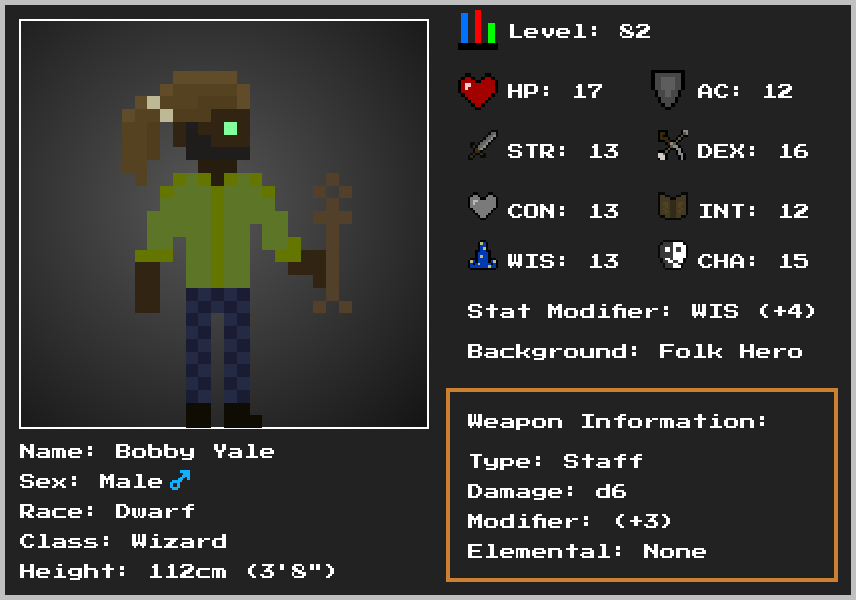 Level: 82
HP: 17 AC: 12
STR: 13 DEX: 16
CON: 13 INT: 12
WIS: 13 CHA: 15
Stat Modifier: WIS (+4)
Background: Folk Hero
Weapon Information:
Type: Staff
Damage: d6
Modifier: (+3)
Elemental: None
Name: Bobby Yale
Sex: Male ♂
Race: Dwarf
Class: Wizard
Height: 112cm (3'8")